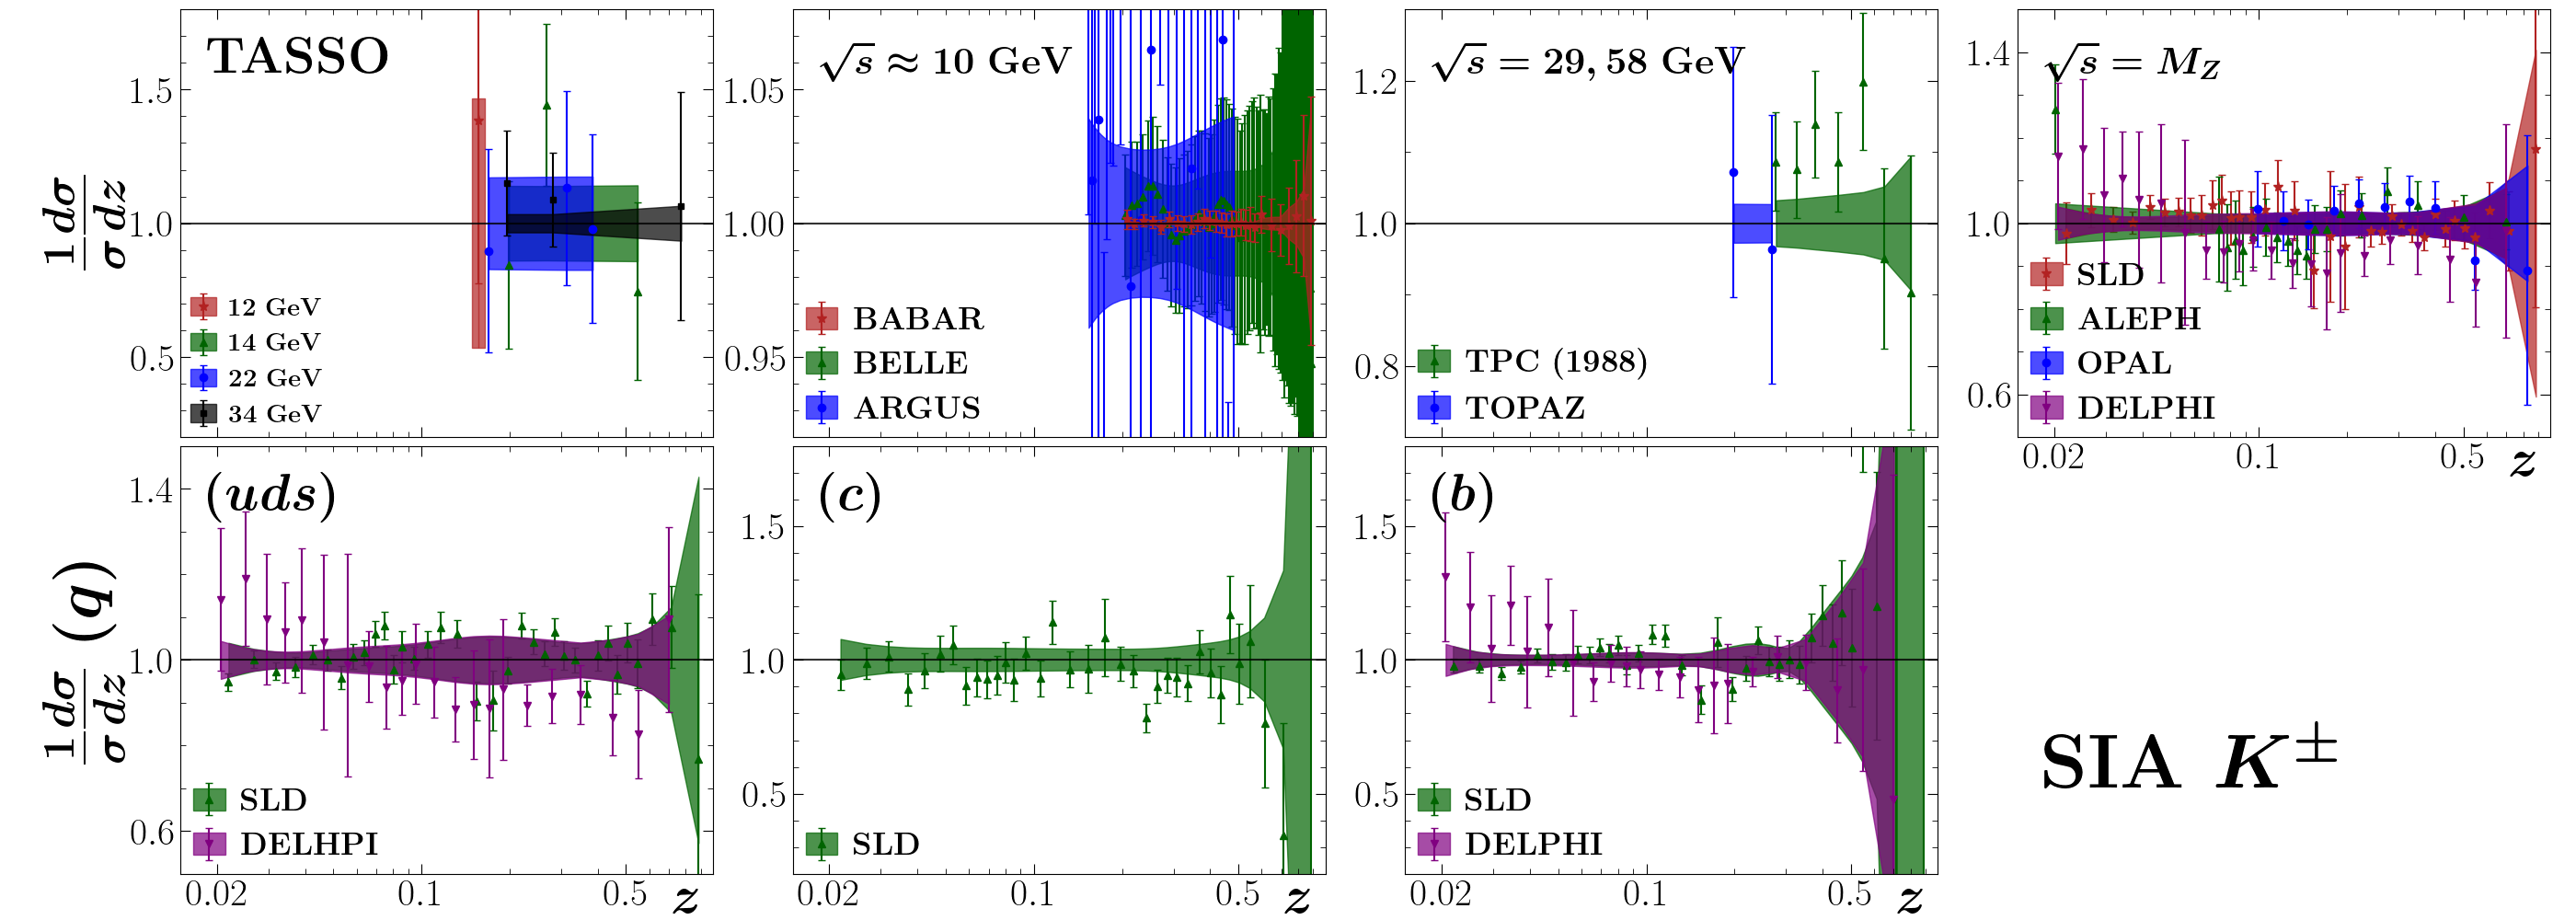 TASSO
1/σ dσ/dz
1.5
1.0
0.5
12 GeV
14 GeV
22 GeV
34 GeV
√s ≈ 10 GeV
1.05
1.00
0.95
BABAR
BELLE
ARGUS
√s = 29, 58 GeV
1.2
1.0
0.8
TPC (1988)
TOPAZ
√s = M_Z
1.4
1.0
0.6
SLD
ALEPH
OPAL
DELPHI
0.02 0.1 0.5 z
(uds)
1/σ dσ/dz (q)
1.4
1.0
0.6
SLD
DELHPI
0.02 0.1 0.5 z
(c)
1.5
1.0
0.5
SLD
0.02 0.1 0.5 z
(b)
1.5
1.0
0.5
SLD
DELPHI
0.02 0.1 0.5 z
SIA K±